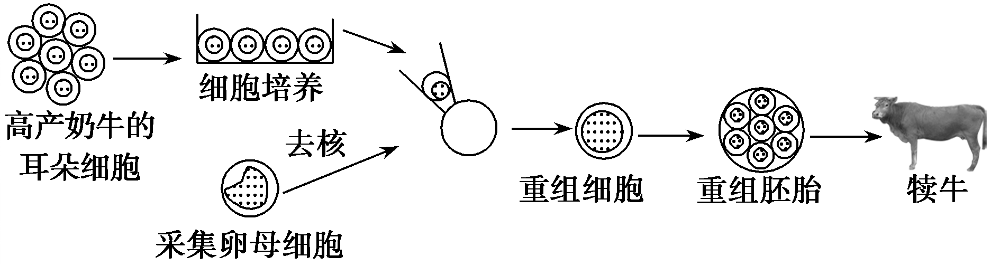 高产奶牛的
耳朵细胞
细胞培养
采集卵母细胞
去核
重组细胞
重组胚胎
犊牛